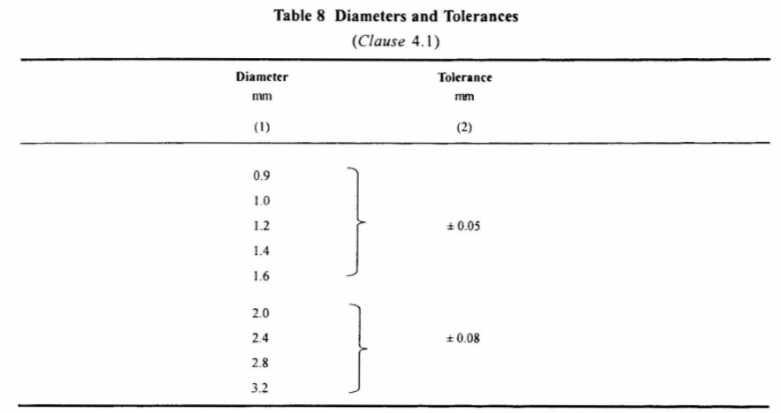 Table 8 Diameters and Tolerances
(Clause 4.1)
Diameter Tolerance
mm mm
(1) (2)
0.9
1.0
1.2 ± 0.05
1.4
1.6
2.0
2.4 ± 0.08
2.8
3.2